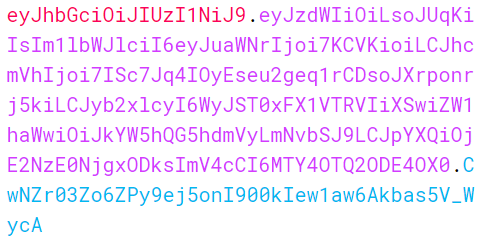 eyJhbGciOiJIUzI1NiJ9.eyJzdWIiOiLsoJUqKi
IsIm1lbWJlciI6eyJuaWNrIjoi7KCVKioiLCJhc
mVhIjoi7ISc7Jq4IOyEseu2geq1rCDsoJXrponr
j5kiLCJyb2xlcyI6WyJST0xFX1VTRVIiXSwiZW1
haWwiOiJkYW5hQG5hdmVyLmNvbSJ9LCJpYXQiOj
E2NzE0NjgxODksImV4cCI6MTY4OTQ2ODE4OX0.C
wNZr03Zo6ZPy9ej5onI900kIew1aw6Akbas5V_W
ycA